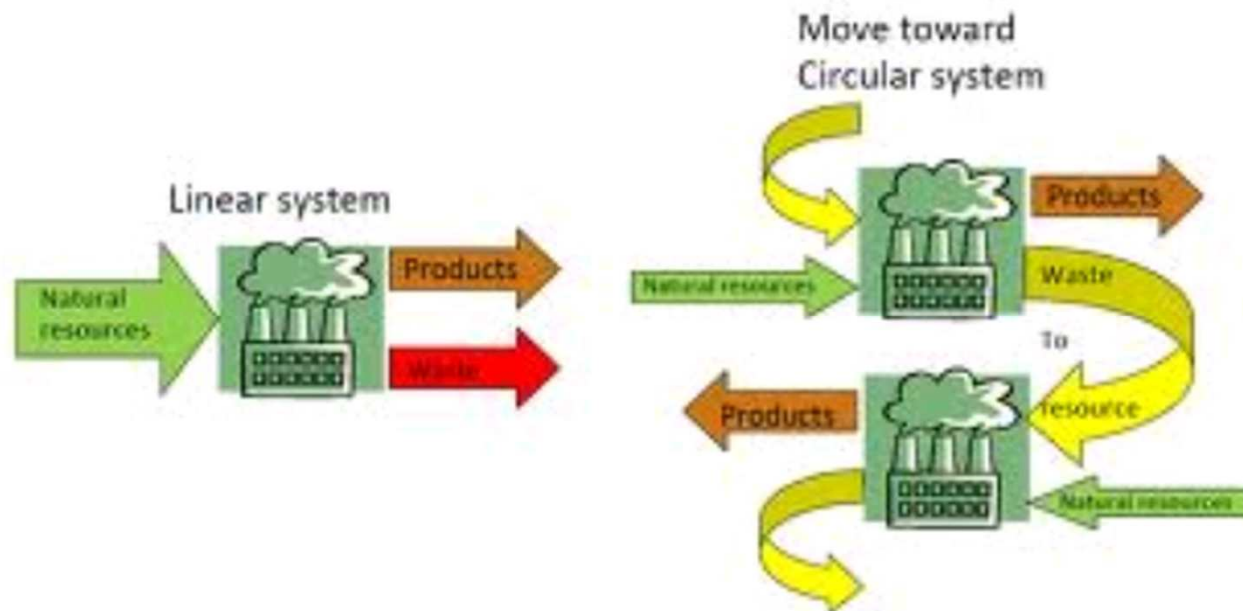 Linear system
Natural
resources
Products
Waste
Move toward
Circular system
Products
Natural resources
Waste
To
resource
Products
Natural resources